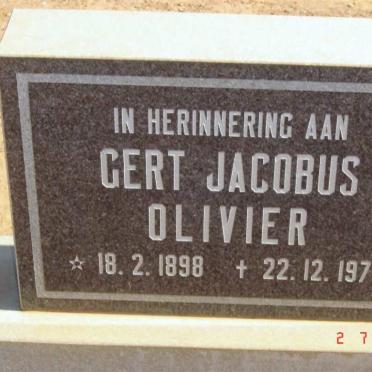 IN HERINNERING AAN
GERT JACOBUS
OLIVIER
☆ 18. 2. 1898 + 22. 12. 197
2 7